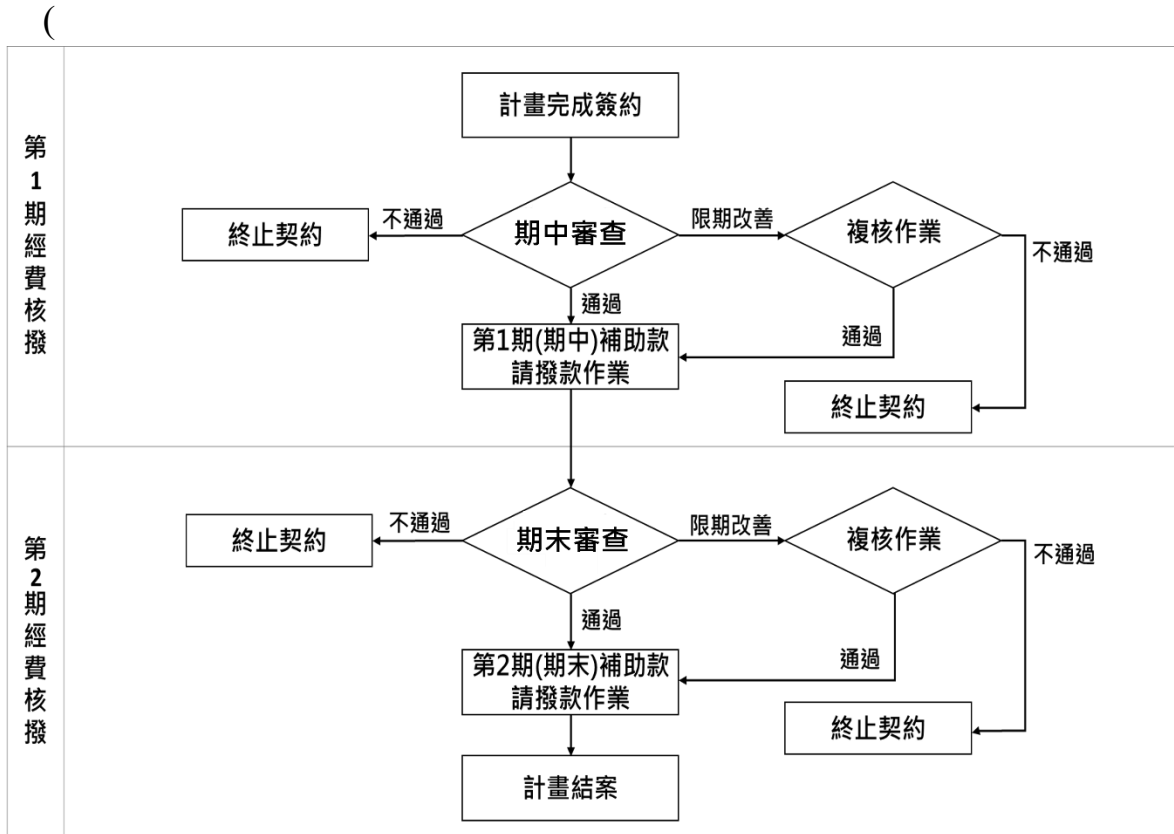 (
第1期經費核撥
計畫完成簽約
期中審查
不通過
終止契約
限期改善
複核作業
不通過
通過
通過
第1期(期中)補助款
請撥款作業
終止契約
第2期經費核撥
期末審查
不通過
終止契約
限期改善
複核作業
不通過
通過
通過
第2期(期末)補助款
請撥款作業
終止契約
計畫結案